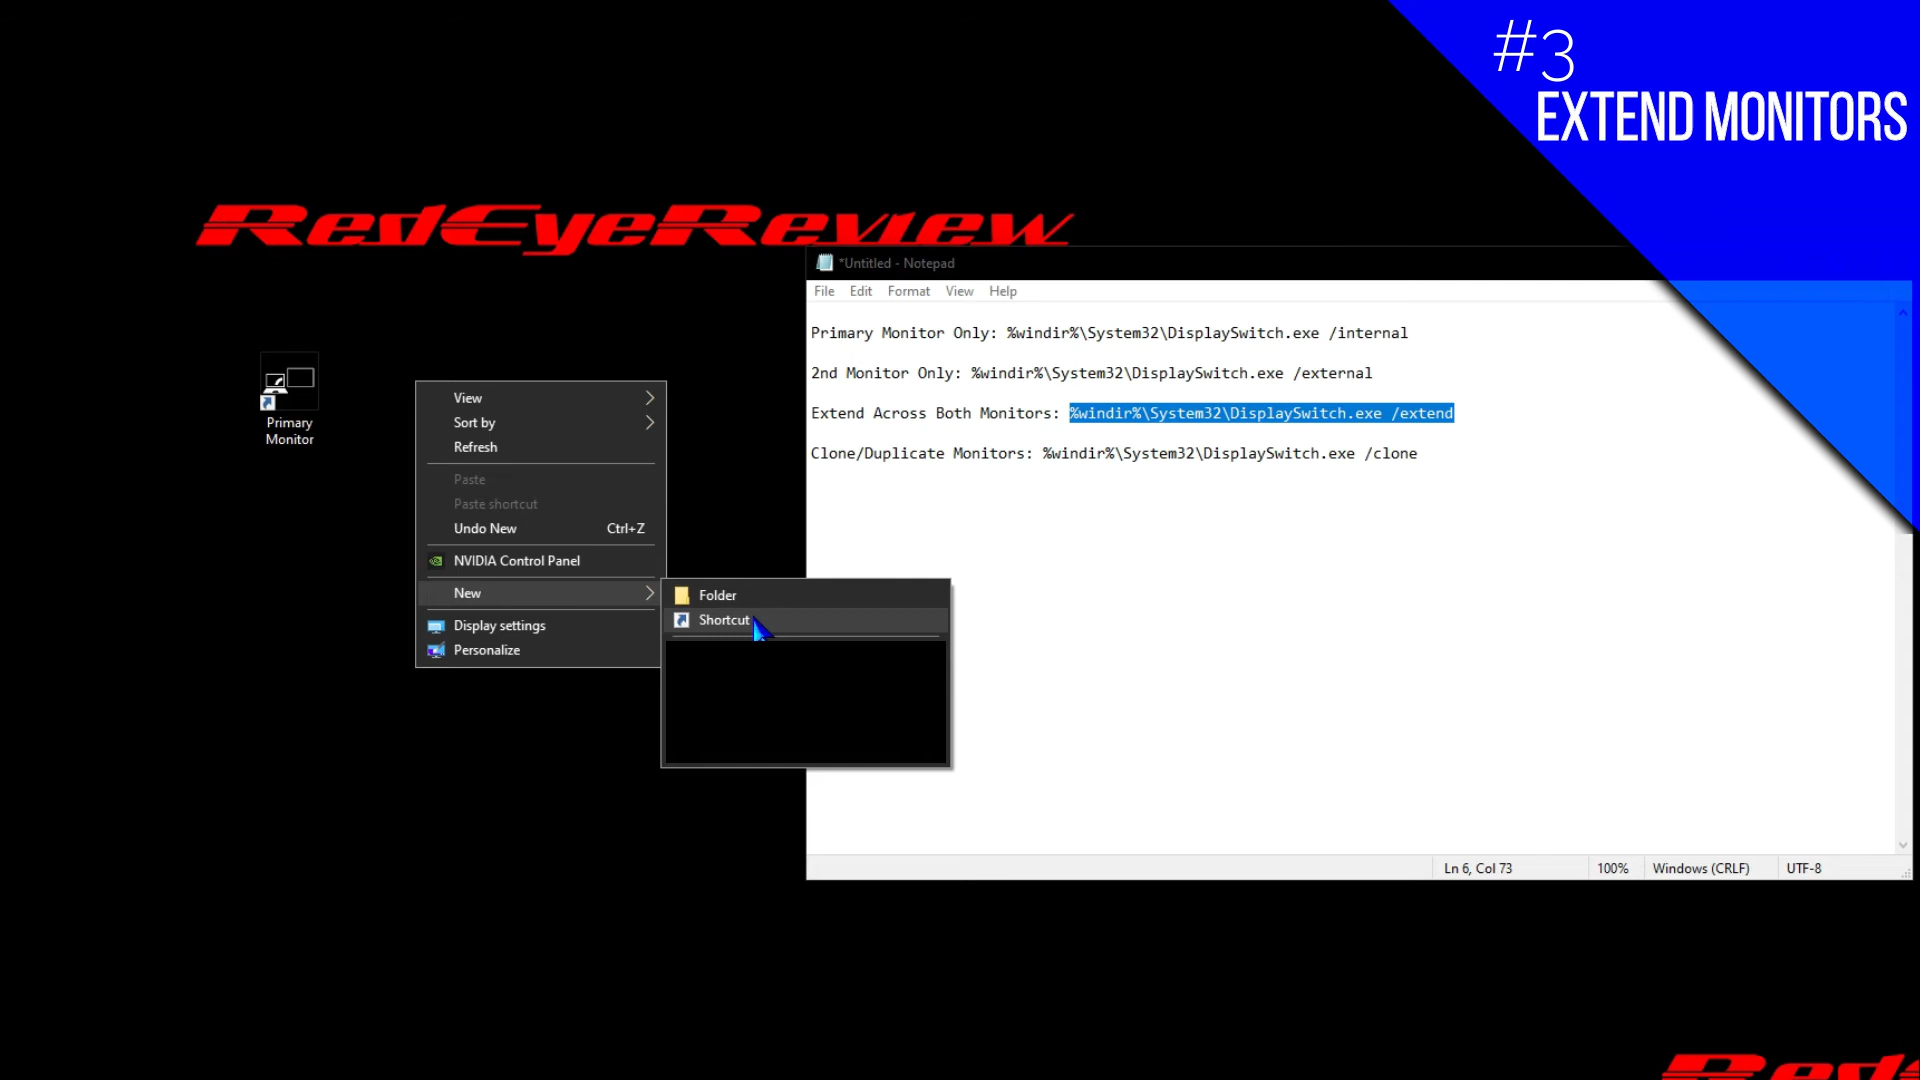 #3
EXTEND MONITORS
RedEyeReview
*Untitled - Notepad
File Edit Format View Help
Primary Monitor Only: %windir%\System32\DisplaySwitch.exe /internal
2nd Monitor Only: %windir%\System32\DisplaySwitch.exe /external
Extend Across Both Monitors: %windir%\System32\DisplaySwitch.exe /extend
Clone/Duplicate Monitors: %windir%\System32\DisplaySwitch.exe /clone
Primary
Monitor
View
Sort by
Refresh
Paste
Paste shortcut
Undo New Ctrl+Z
NVIDIA Control Panel
New
Display settings
Personalize
Folder
Shortcut
Ln 6, Col 73 100% Windows (CRLF) UTF-8